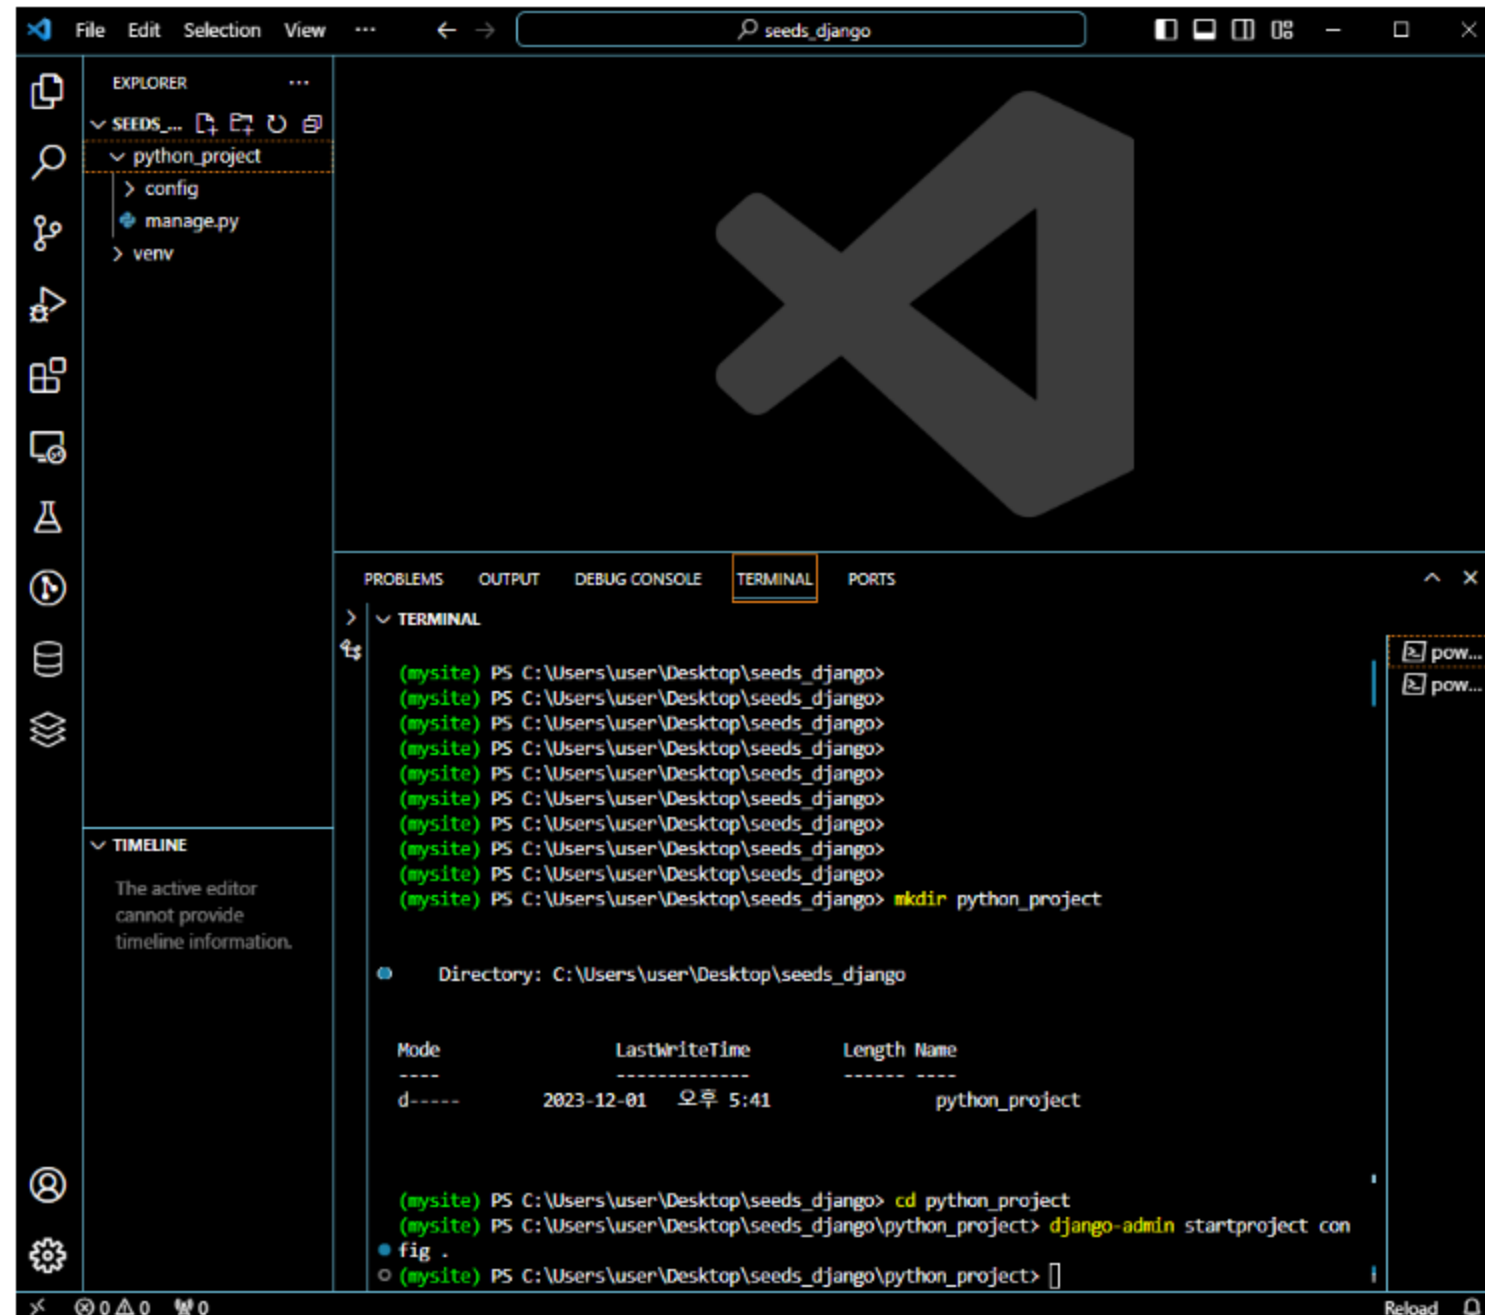 File Edit Selection View ··· ← → seeds_django
EXPLORER ···
SEEDS_...
python_project
config
manage.py
venv
TIMELINE
The active editor
cannot provide
timeline information.
PROBLEMS OUTPUT DEBUG CONSOLE TERMINAL PORTS
TERMINAL
pow...
pow...
(mysite) PS C:\Users\user\Desktop\seeds_django>
(mysite) PS C:\Users\user\Desktop\seeds_django>
(mysite) PS C:\Users\user\Desktop\seeds_django>
(mysite) PS C:\Users\user\Desktop\seeds_django>
(mysite) PS C:\Users\user\Desktop\seeds_django>
(mysite) PS C:\Users\user\Desktop\seeds_django>
(mysite) PS C:\Users\user\Desktop\seeds_django>
(mysite) PS C:\Users\user\Desktop\seeds_django>
(mysite) PS C:\Users\user\Desktop\seeds_django>
(mysite) PS C:\Users\user\Desktop\seeds_django> mkdir python_project
Directory: C:\Users\user\Desktop\seeds_django
Mode LastWriteTime Length Name
---- ------------- ------ ----
d----- 2023-12-01 오후 5:41 python_project
(mysite) PS C:\Users\user\Desktop\seeds_django> cd python_project
(mysite) PS C:\Users\user\Desktop\seeds_django\python_project> django-admin startproject con
fig .
(mysite) PS C:\Users\user\Desktop\seeds_django\python_project>
0 0 0 Reload